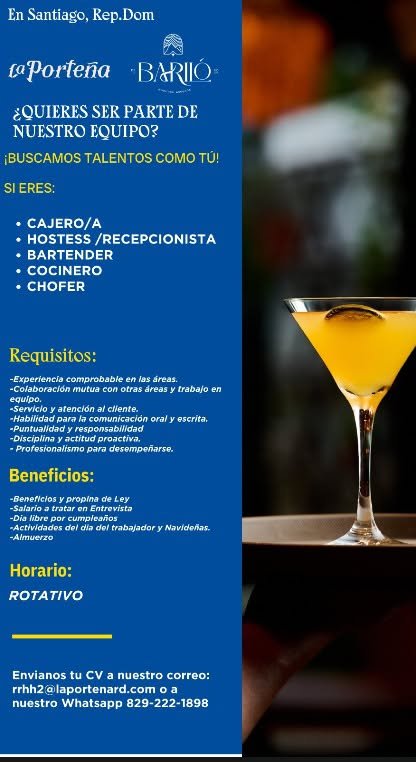 En Santiago, Rep.Dom
la Porteña
BARIIÓ
¿QUIERES SER PARTE DE
NUESTRO EQUIPO?
¡BUSCAMOS TALENTOS COMO TÚ!
SI ERES:
• CAJERO/A
• HOSTESS /RECEPCIONISTA
• BARTENDER
• COCINERO
• CHOFER
Requisitos:
-Experiencia comprobable en las áreas.
-Colaboración mutua con otras áreas y trabajo en
equipo.
-Servicio y atención al cliente.
-Habilidad para la comunicación oral y escrita.
-Puntualidad y responsabilidad
-Disciplina y actitud proactiva.
- Profesionalismo para desempeñarse.
Beneficios:
-Beneficios y propina de Ley
-Salario a tratar en Entrevista
-Día libre por cumpleaños
-Actividades del día del trabajador y Navideñas.
-Almuerzo
Horario:
ROTATIVO
Envianos tu CV a nuestro correo:
rrhh2@laportenard.com o a
nuestro Whatsapp 829-222-1898